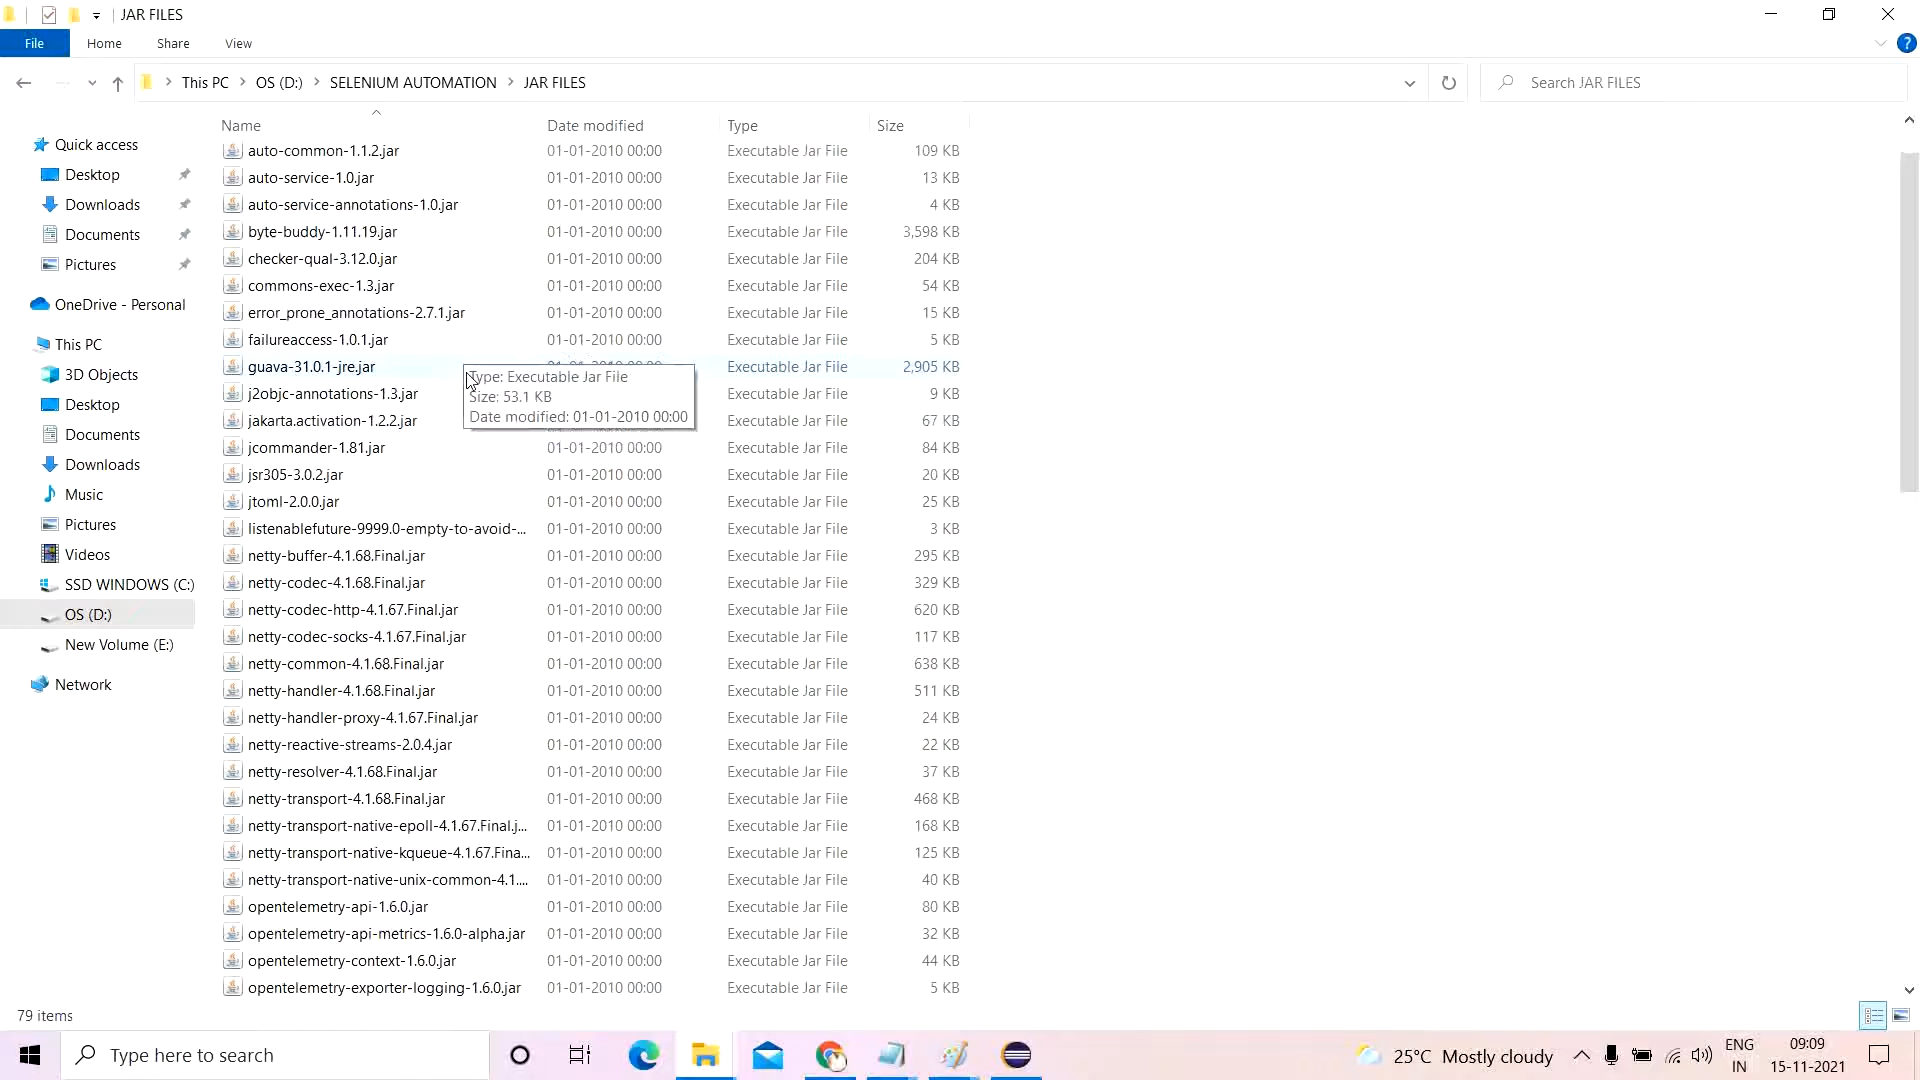 JAR FILES
File Home Share View
This PC > OS (D:) > SELENIUM AUTOMATION > JAR FILES
Search JAR FILES
Name Date modified Type Size
Quick access
Desktop
Downloads
Documents
Pictures
OneDrive - Personal
This PC
3D Objects
Desktop
Documents
Downloads
Music
Pictures
Videos
SSD WINDOWS (C:)
OS (D:)
New Volume (E:)
Network
auto-common-1.1.2.jar 01-01-2010 00:00 Executable Jar File 109 KB
auto-service-1.0.jar 01-01-2010 00:00 Executable Jar File 13 KB
auto-service-annotations-1.0.jar 01-01-2010 00:00 Executable Jar File 4 KB
byte-buddy-1.11.19.jar 01-01-2010 00:00 Executable Jar File 3,598 KB
checker-qual-3.12.0.jar 01-01-2010 00:00 Executable Jar File 204 KB
commons-exec-1.3.jar 01-01-2010 00:00 Executable Jar File 54 KB
error_prone_annotations-2.7.1.jar 01-01-2010 00:00 Executable Jar File 15 KB
failureaccess-1.0.1.jar 01-01-2010 00:00 Executable Jar File 5 KB
guava-31.0.1-jre.jar 2,905 KB
j2objc-annotations-1.3.jar Executable Jar File 9 KB
jakarta.activation-1.2.2.jar Executable Jar File 67 KB
Type: Executable Jar File
Size: 53.1 KB
Date modified: 01-01-2010 00:00
jcommander-1.81.jar 01-01-2010 00:00 Executable Jar File 84 KB
jsr305-3.0.2.jar 01-01-2010 00:00 Executable Jar File 20 KB
jtoml-2.0.0.jar 01-01-2010 00:00 Executable Jar File 25 KB
listenablefuture-9999.0-empty-to-avoid-... 01-01-2010 00:00 Executable Jar File 3 KB
netty-buffer-4.1.68.Final.jar 01-01-2010 00:00 Executable Jar File 295 KB
netty-codec-4.1.68.Final.jar 01-01-2010 00:00 Executable Jar File 329 KB
netty-codec-http-4.1.67.Final.jar 01-01-2010 00:00 Executable Jar File 620 KB
netty-codec-socks-4.1.67.Final.jar 01-01-2010 00:00 Executable Jar File 117 KB
netty-common-4.1.68.Final.jar 01-01-2010 00:00 Executable Jar File 638 KB
netty-handler-4.1.68.Final.jar 01-01-2010 00:00 Executable Jar File 511 KB
netty-handler-proxy-4.1.67.Final.jar 01-01-2010 00:00 Executable Jar File 24 KB
netty-reactive-streams-2.0.4.jar 01-01-2010 00:00 Executable Jar File 22 KB
netty-resolver-4.1.68.Final.jar 01-01-2010 00:00 Executable Jar File 37 KB
netty-transport-4.1.68.Final.jar 01-01-2010 00:00 Executable Jar File 468 KB
netty-transport-native-epoll-4.1.67.Final.j... 01-01-2010 00:00 Executable Jar File 168 KB
netty-transport-native-kqueue-4.1.67.Fina... 01-01-2010 00:00 Executable Jar File 125 KB
netty-transport-native-unix-common-4.1.... 01-01-2010 00:00 Executable Jar File 40 KB
opentelemetry-api-1.6.0.jar 01-01-2010 00:00 Executable Jar File 80 KB
opentelemetry-api-metrics-1.6.0-alpha.jar 01-01-2010 00:00 Executable Jar File 32 KB
opentelemetry-context-1.6.0.jar 01-01-2010 00:00 Executable Jar File 44 KB
opentelemetry-exporter-logging-1.6.0.jar 01-01-2010 00:00 Executable Jar File 5 KB
79 items
Type here to search
25°C Mostly cloudy
ENG
IN
09:09
15-11-2021